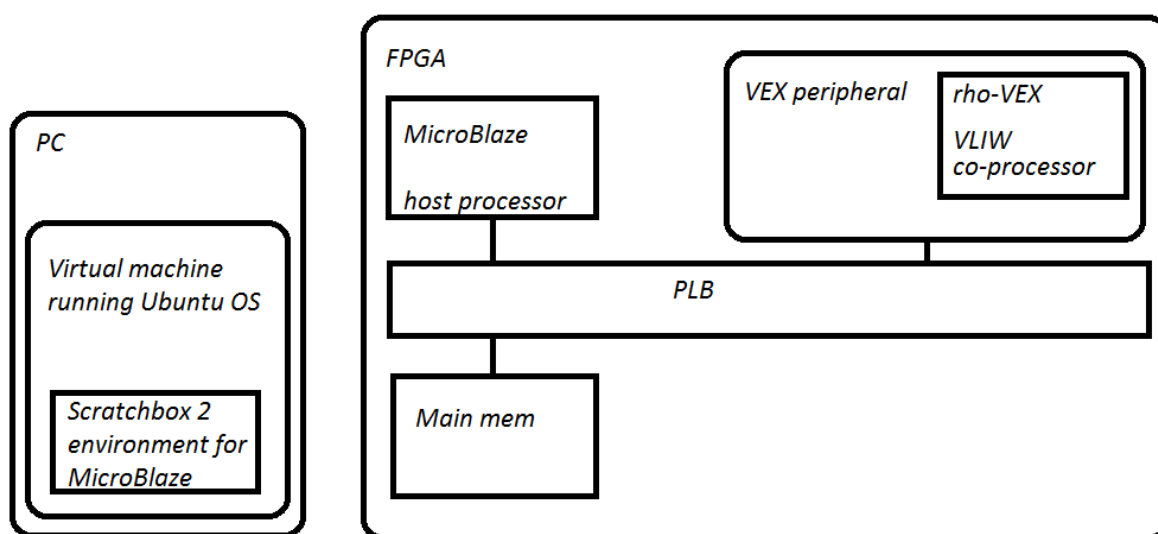 PC
Virtual machine
running Ubuntu OS
Scratchbox 2
environment for
MicroBlaze
FPGA
MicroBlaze
host processor
VEX peripheral
rho-VEX
VLIW
co-processor
PLB
Main mem